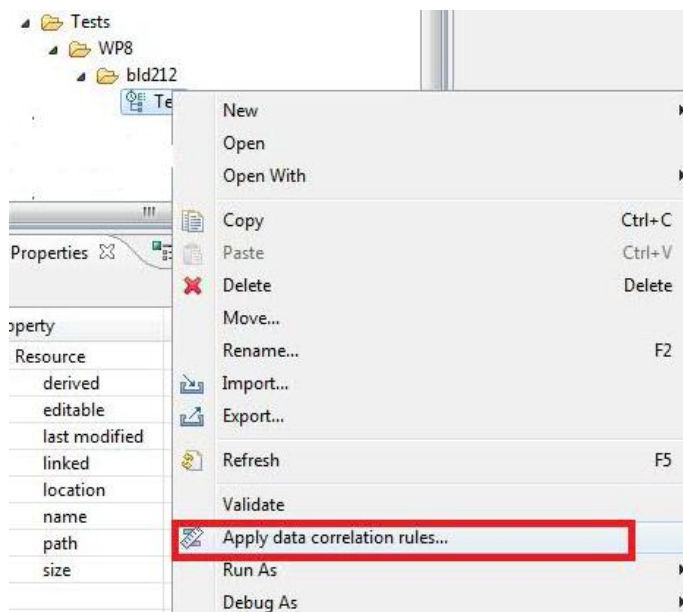 Tests
WP8
bld212
Te
New
Open
Open With
Copy Ctrl+C
Paste Ctrl+V
Delete Delete
Move...
Rename... F2
Import...
Export...
Refresh F5
Validate
Apply data correlation rules...
Run As
Debug As
Properties
operty
Resource
derived
editable
last modified
linked
location
name
path
size